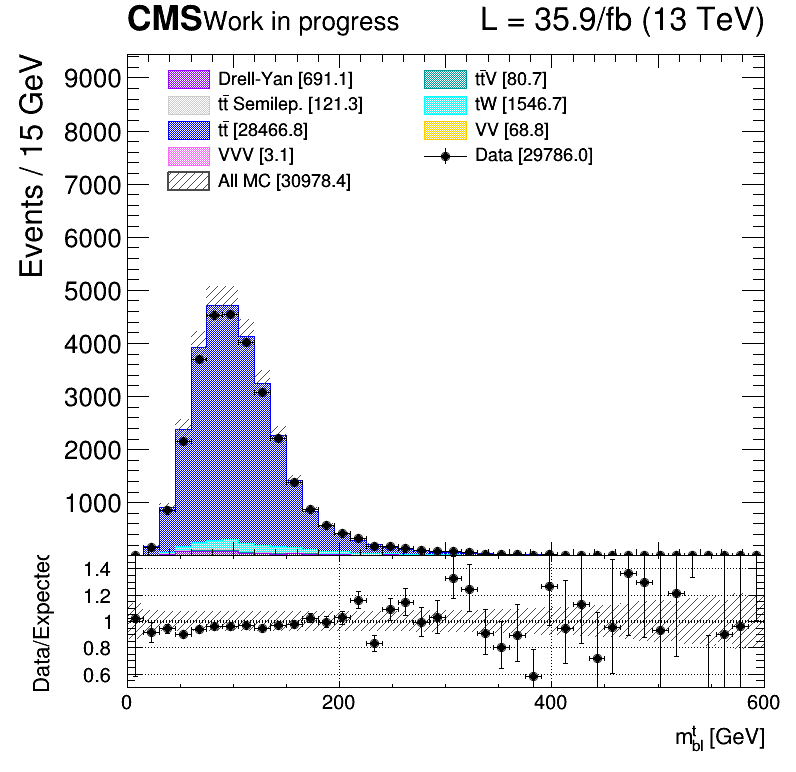 CMS Work in progress L = 35.9/fb (13 TeV)
Events / 15 GeV
9000
8000
7000
6000
5000
4000
3000
2000
1000
Drell-Yan [691.1]
tt̄ Semilep. [121.3]
tt̄ [28466.8]
VVV [3.1]
All MC [30978.4]
tt̄V [80.7]
tW [1546.7]
VV [68.8]
Data [29786.0]
Data/Expected
1.4
1.2
1
0.8
0.6
0 200 400 600
m^t_bl [GeV]